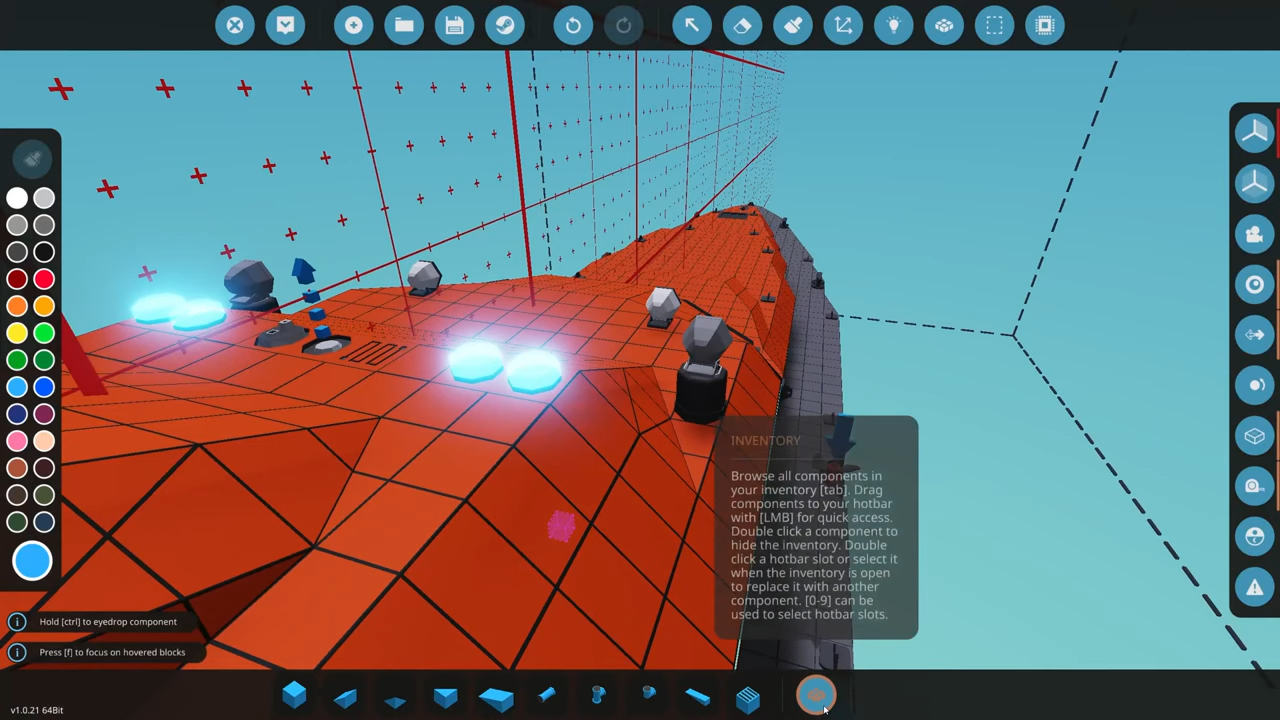 INVENTORY
Browse all components in
your inventory [tab]. Drag
components to your hotbar
with [LMB] for quick access.
Double click a component to
hide the inventory. Double
click a hotbar slot or select it
when the inventory is open
to replace it with another
component. [0-9] can be
used to select hotbar slots.
Hold [ctrl] to eyedrop component
Press [f] to focus on hovered blocks
v1.0.21 64Bit